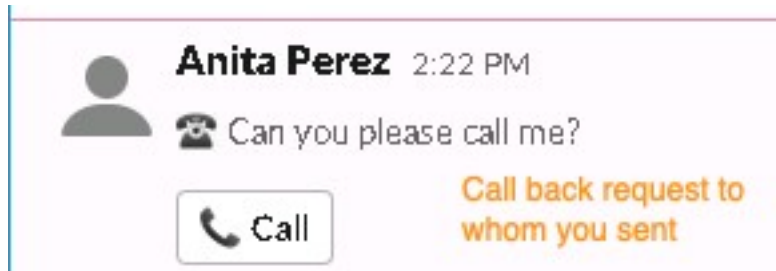 Anita Perez 2:22 PM
☎ Can you please call me?
📞 Call
Call back request to
whom you sent